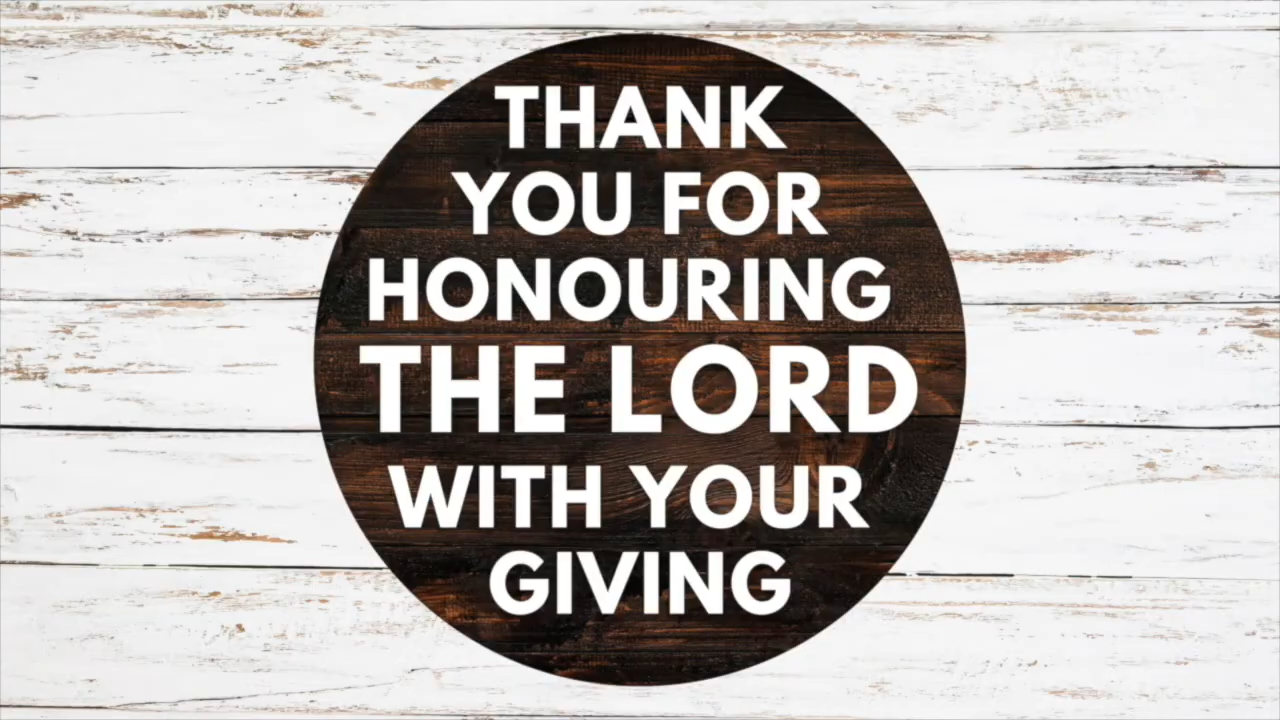 THANK
YOU FOR
HONOURING
THE LORD
WITH YOUR
GIVING